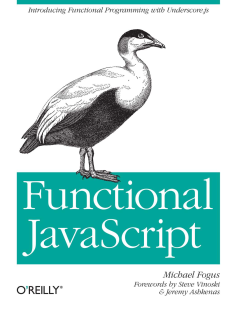 Introducing Functional Programming with Underscore.js
Functional
JavaScript
Michael Fogus
O'REILLY®
Forewords by Steve Vinoski
& Jeremy Ashkenas